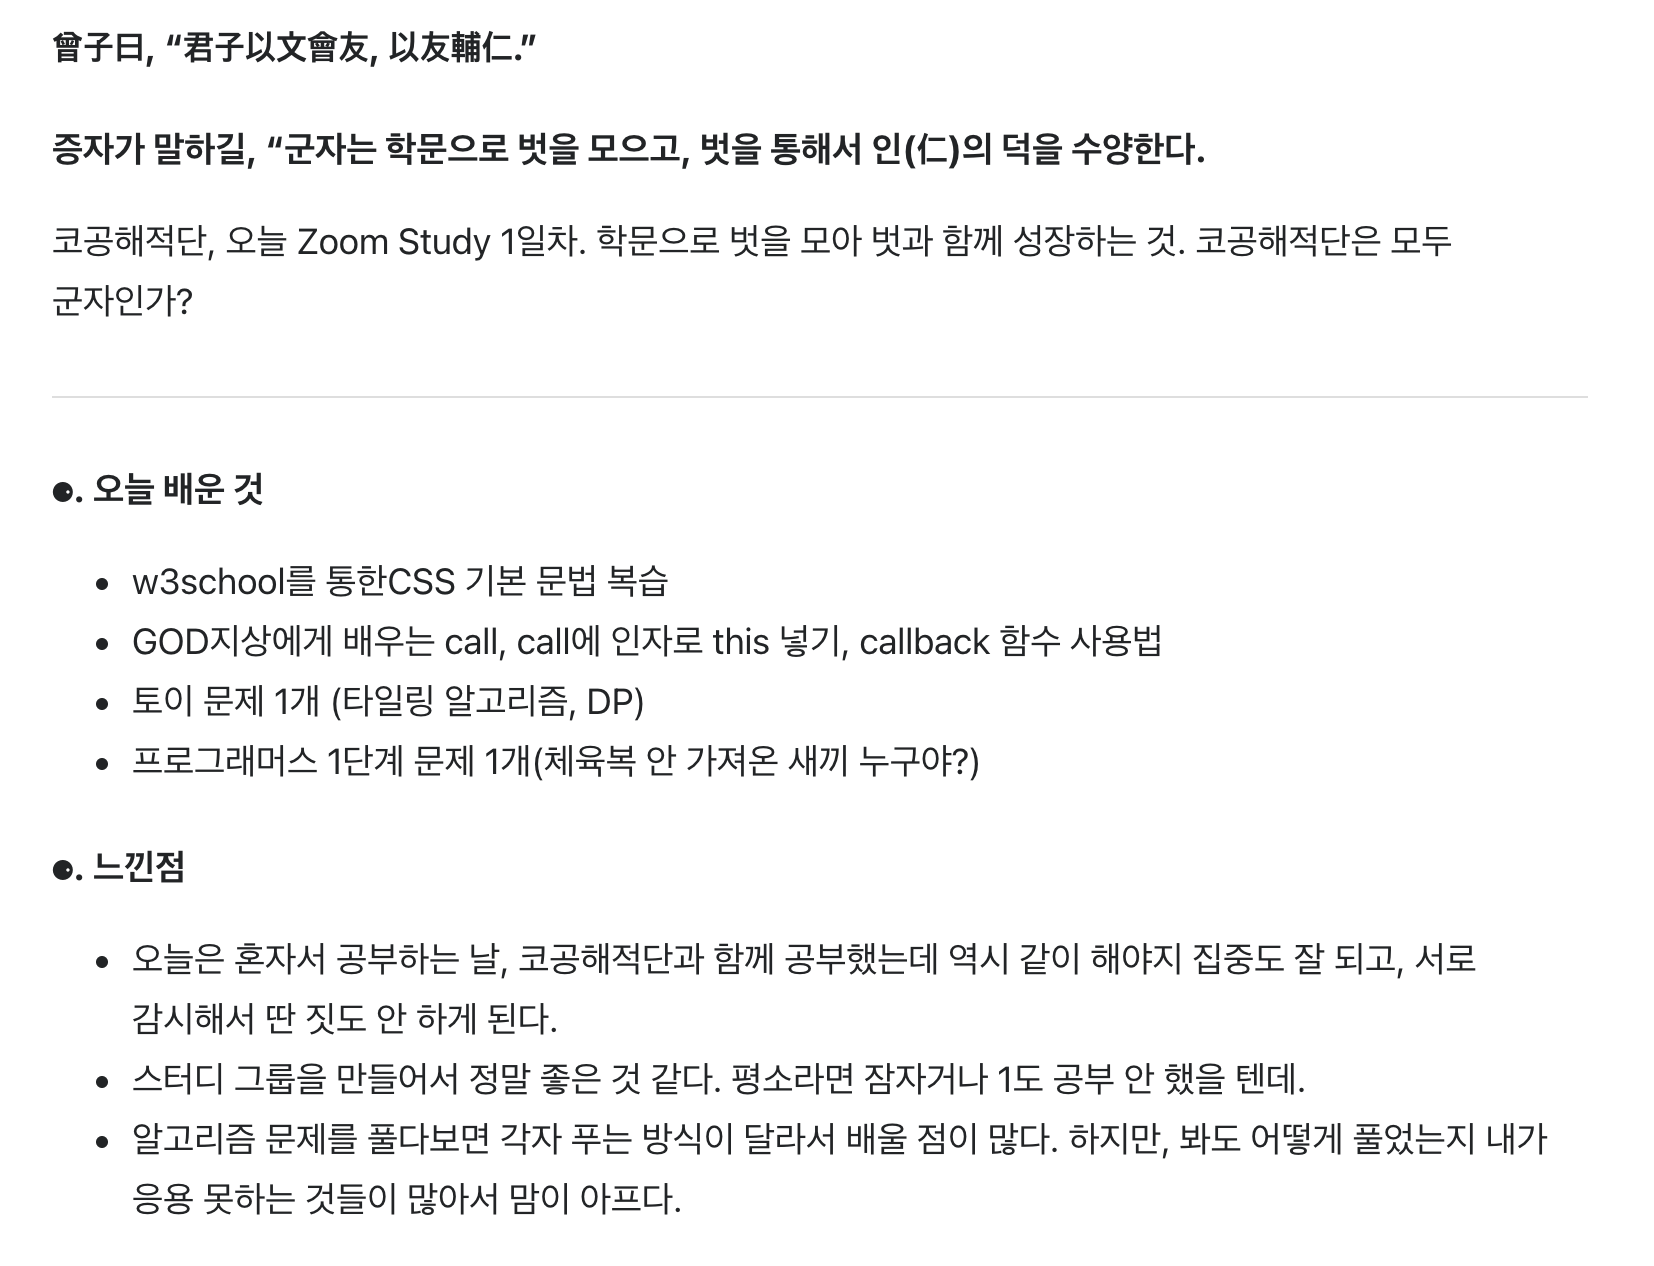 曾子曰, “君子以文會友, 以友輔仁.”
증자가 말하길, “군자는 학문으로 벗을 모으고, 벗을 통해서 인(仁)의 덕을 수양한다.
코공해적단, 오늘 Zoom Study 1일차. 학문으로 벗을 모아 벗과 함께 성장하는 것. 코공해적단은 모두
군자인가?
⚈. 오늘 배운 것
• w3school를 통한CSS 기본 문법 복습
• GOD지상에게 배우는 call, call에 인자로 this 넣기, callback 함수 사용법
• 토이 문제 1개 (타일링 알고리즘, DP)
• 프로그래머스 1단계 문제 1개(체육복 안 가져온 새끼 누구야?)
⚈. 느낀점
• 오늘은 혼자서 공부하는 날, 코공해적단과 함께 공부했는데 역시 같이 해야지 집중도 잘 되고, 서로
감시해서 딴 짓도 안 하게 된다.
• 스터디 그룹을 만들어서 정말 좋은 것 같다. 평소라면 잠자거나 1도 공부 안 했을 텐데.
• 알고리즘 문제를 풀다보면 각자 푸는 방식이 달라서 배울 점이 많다. 하지만, 봐도 어떻게 풀었는지 내가
응용 못하는 것들이 많아서 맘이 아프다.